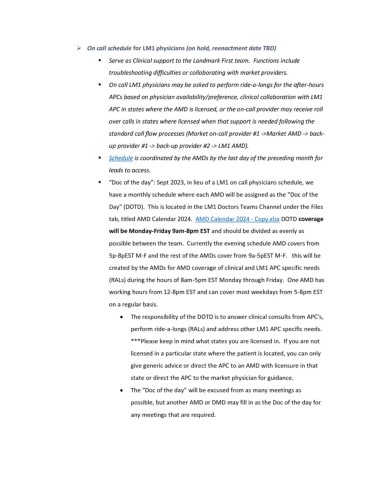 ➢ On call schedule for LM1 physicians (on hold, reenactment date TBD)
▪ Serve as Clinical support to the Landmark First team. Functions include
troubleshooting difficulties or collaborating with market providers.
▪ On call LM1 physicians may be asked to perform ride-a-longs for the after-hours
APCs based on physician availability/preference, clinical collaboration with LM1
APC in states where the AMD is licensed, or the on-call provider may receive roll
over calls in states where licensed when that support is needed following the
standard call flow processes (Market on-call provider #1 ->Market AMD -> back-
up provider #1 -> back-up provider #2 -> LM1 AMD).
▪ Schedule is coordinated by the AMDs by the last day of the preceding month for
leads to access.
▪ "Doc of the day": Sept 2023, in lieu of a LM1 on call physicians schedule, we
have a monthly schedule where each AMD will be assigned as the "Doc of the
Day" (DOTD). This is located in the LM1 Doctors Teams Channel under the Files
tab, titled AMD Calendar 2024. AMD Calendar 2024 - Copy.xlsx DOTD coverage
will be Monday-Friday 9am-8pm EST and should be divided as evenly as
possible between the team. Currently the evening schedule AMD covers from
5p-8pEST M-F and the rest of the AMDs cover from 9a-5pEST M-F. this will be
created by the AMDs for AMD coverage of clinical and LM1 APC specific needs
(RALs) during the hours of 8am-5pm EST Monday through Friday. One AMD has
working hours from 12-8pm EST and can cover most weekdays from 5-8pm EST
on a regular basis.
• The responsibility of the DOTD is to answer clinical consults from APC's,
perform ride-a-longs (RALs) and address other LM1 APC specific needs.
***Please keep in mind what states you are licensed in. If you are not
licensed in a particular state where the patient is located, you can only
give generic advice or direct the APC to an AMD with licensure in that
state or direct the APC to the market physician for guidance.
• The "Doc of the day" will be excused from as many meetings as
possible, but another AMD or DMD may fill in as the Doc of the day for
any meetings that are required.